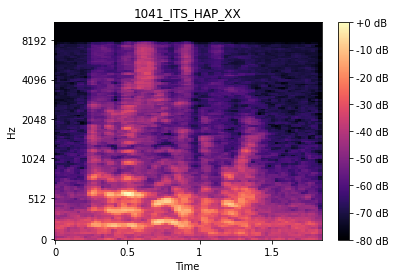 1041_ITS_HAP_XX
+0 dB
8192
-10 dB
4096
-20 dB
-30 dB
2048
Hz
-40 dB
1024
-50 dB
512
-60 dB
-70 dB
0
-80 dB
0 0.5 1 1.5
Time